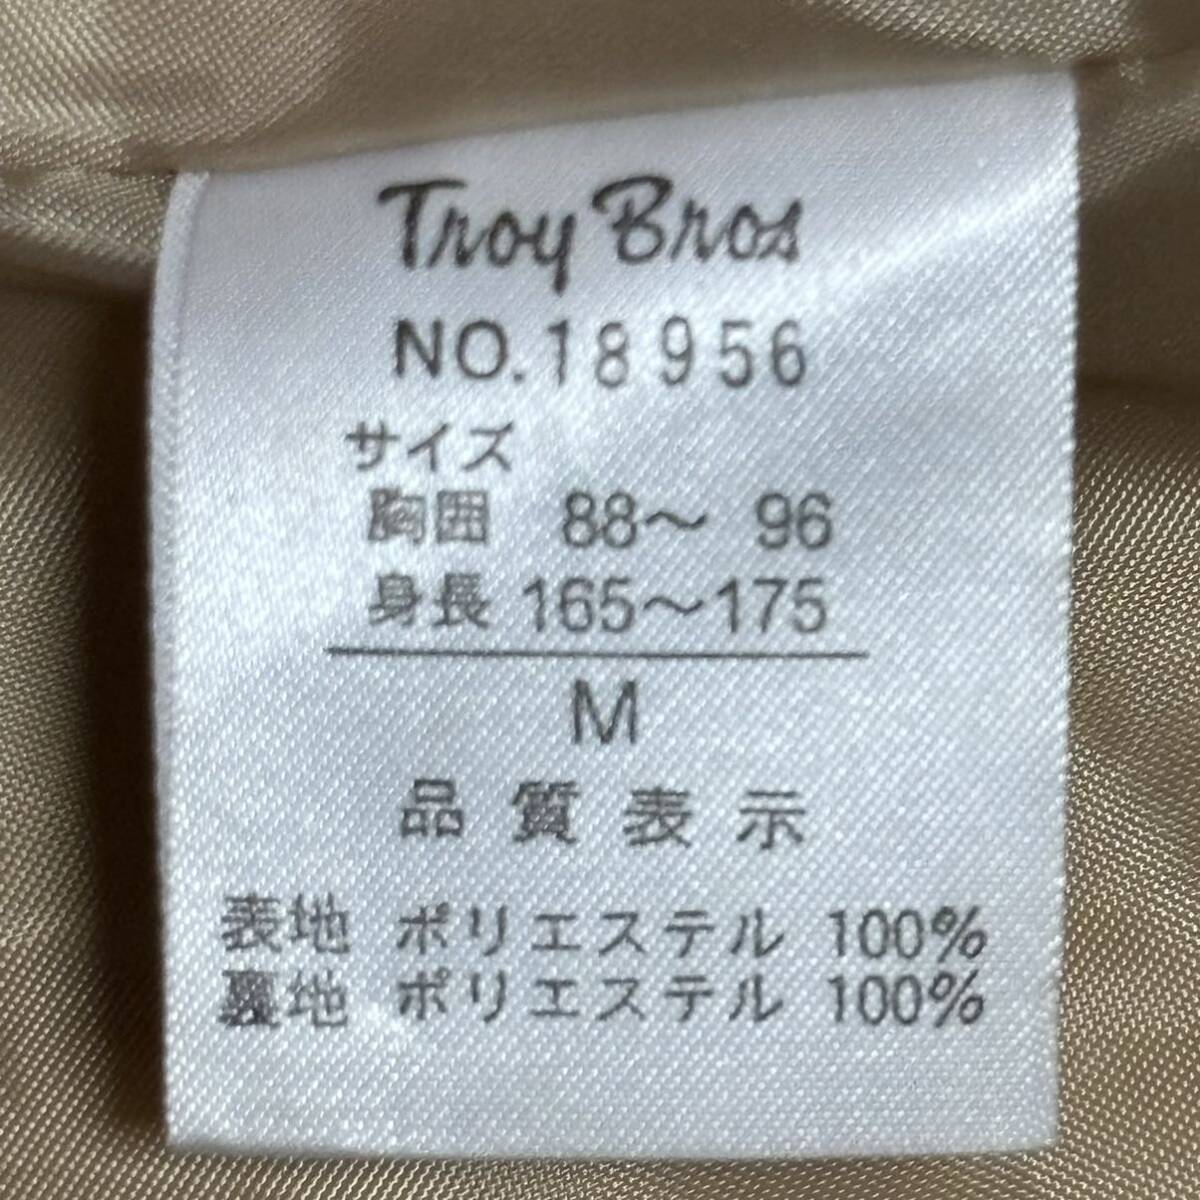 Troy Bros
NO.18956
サイズ
胸囲 88〜 96
身長 165〜175
M
品質表示
表地 ポリエステル 100%
裏地 ポリエステル 100%